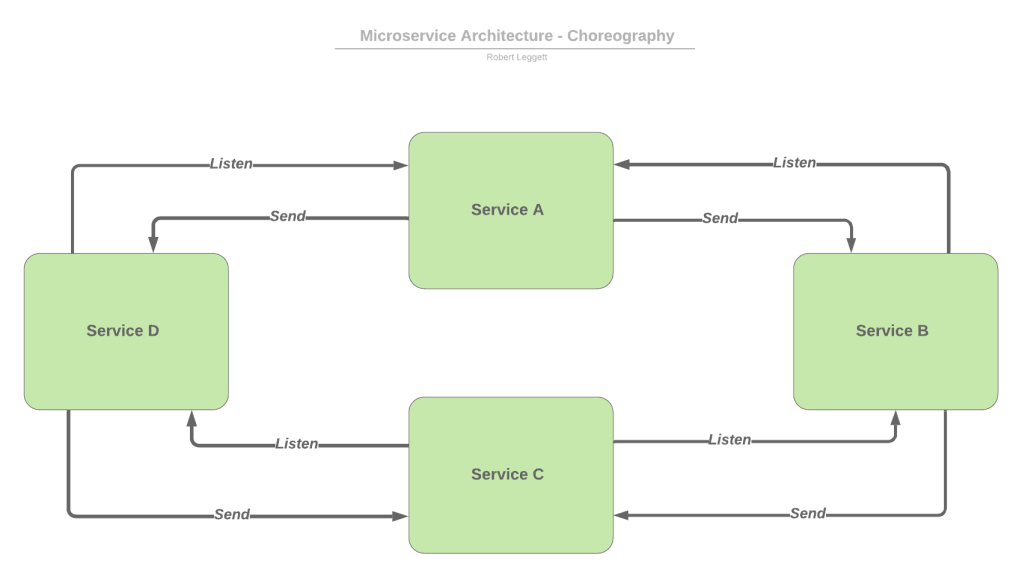 Microservice Architecture - Choreography
Robert Leggett
Listen
Listen
Send
Send
Service A
Service D
Service B
Listen
Listen
Service C
Send
Send